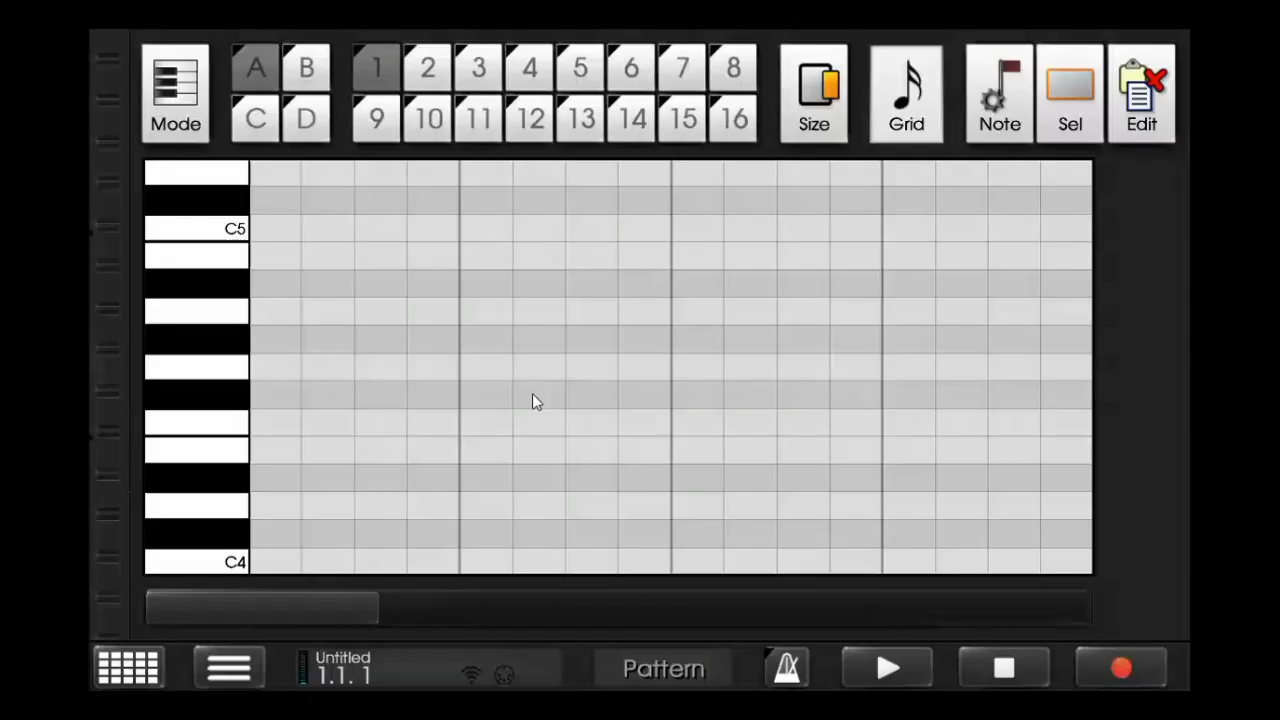 Mode
A B 1 2 3 4 5 6 7 8
C D 9 10 11 12 13 14 15 16
Size Grid Note Sel Edit
C5
C4
Untitled
1.1. 1
Pattern